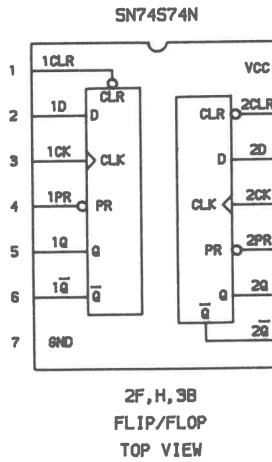 SN74S74N
1 1CLR CLR VCC
2 1D D CLR 2CLR
3 1CK CLK D 2D
4 1PR PR CLK 2CK
5 1Q Q PR 2PR
6 1Q̅ Q̅ Q 2Q
7 GND Q̅ 2Q̅
2F,H,3B
FLIP/FLOP
TOP VIEW